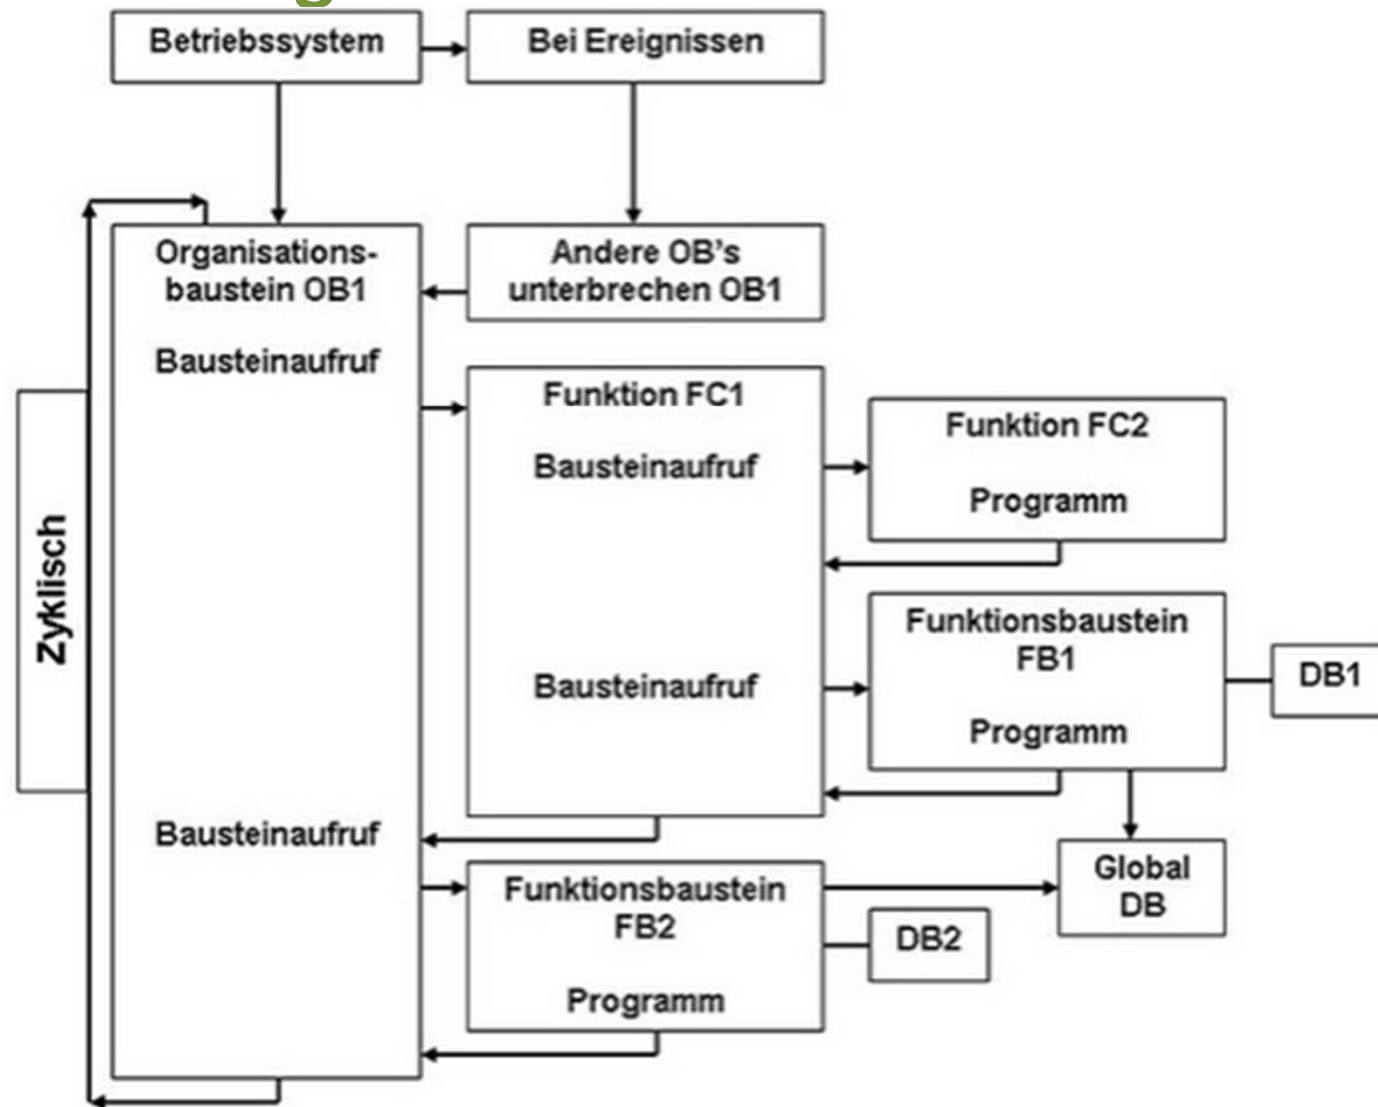 Betriebssystem
Bei Ereignissen
Organisations-
baustein OB1
Andere OB's
unterbrechen OB1
Bausteinaufruf
Funktion FC1
Bausteinaufruf
Funktion FC2
Programm
Zyklisch
Funktionsbaustein
FB1
Programm
DB1
Bausteinaufruf
Bausteinaufruf
Funktionsbaustein
FB2
Programm
Global
DB
DB2